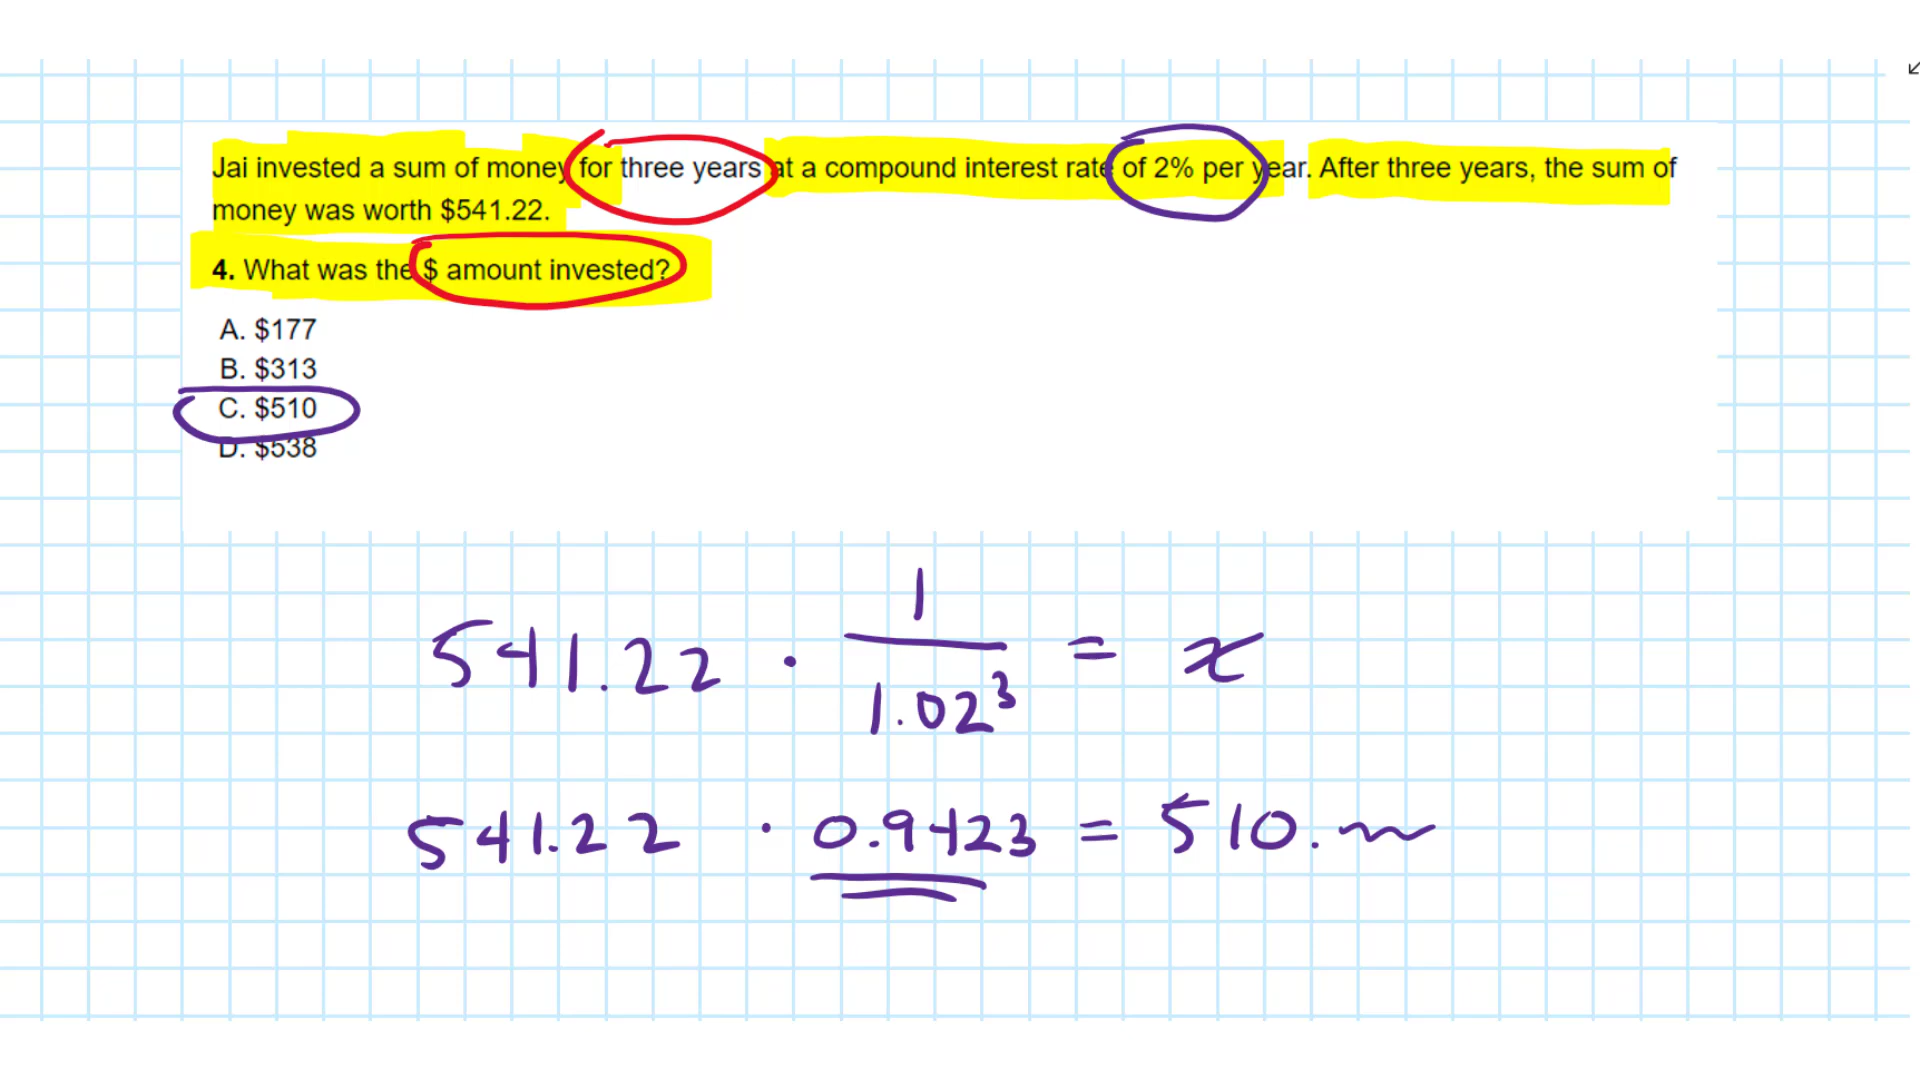 Jai invested a sum of money for three years at a compound interest rate of 2% per year. After three years, the sum of
money was worth $541.22.
4. What was the $ amount invested?
A. $177
B. $313
C. $510
D. $538
541.22 · 1/1.02³ = x
541.22 · 0.9423 = 510.